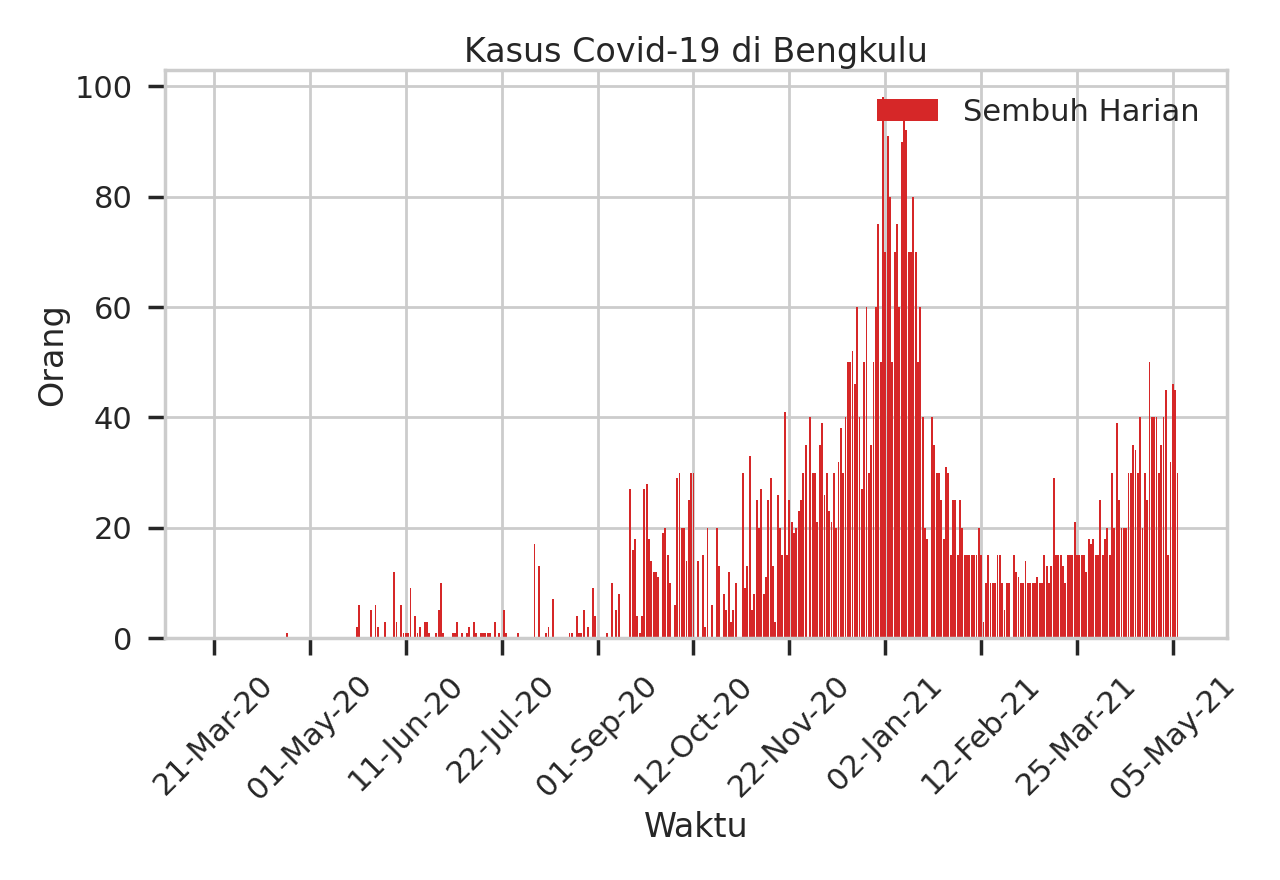 Kasus Covid-19 di Bengkulu
Sembuh Harian
Orang
100
80
60
40
20
0
21-Mar-20
01-May-20
11-Jun-20
22-Jul-20
01-Sep-20
12-Oct-20
22-Nov-20
02-Jan-21
12-Feb-21
25-Mar-21
05-May-21
Waktu